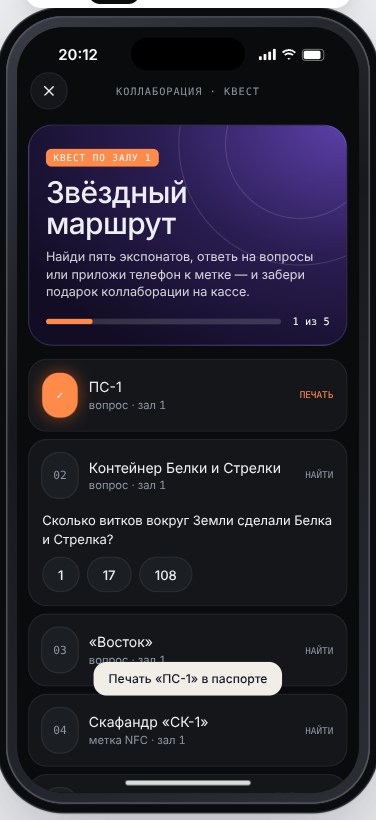 20:12
КОЛЛАБОРАЦИЯ · КВЕСТ
КВЕСТ ПО ЗАЛУ 1
Звёздный
маршрут
Найди пять экспонатов, ответь на вопросы
или приложи телефон к метке — и забери
подарок коллаборации на кассе.
1 из 5
✓
ПС-1
вопрос · зал 1
ПЕЧАТЬ
02
Контейнер Белки и Стрелки
вопрос · зал 1
НАЙТИ
Сколько витков вокруг Земли сделали Белка
и Стрелка?
1
17
108
03
«Восток»
вопрос · зал 1
НАЙТИ
Печать «ПС-1» в паспорте
04
Скафандр «СК-1»
метка NFC · зал 1
НАЙТИ